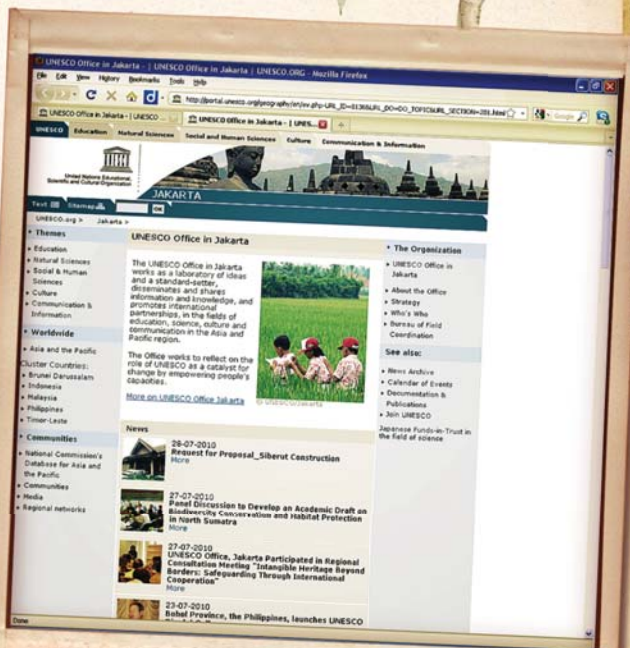 UNESCO Office in Jakarta - | UNESCO Office in Jakarta | UNESCO.ORG - Mozilla Firefox
File Edit View History Bookmarks Tools Help
Google
UNESCO Office in Jakarta - | UNESCO ...
UNESCO Office in Jakarta - | UNES...
UNESCO Education Natural Sciences Social and Human Sciences Culture Communication & Information
United Nations Educational,
Scientific and Cultural Organization
JAKARTA
Text Sitemap OK
UNESCO.org > Jakarta >
Themes
Education
Natural Sciences
Social & Human
Sciences
Culture
Communication &
Information
Worldwide
Asia and the Pacific
Cluster Countries:
Brunei Darussalam
Indonesia
Malaysia
Philippines
Timor-Leste
Communities
National Commission's
Database for Asia and
the Pacific
Communities
Media
Regional networks
UNESCO Office in Jakarta
The UNESCO Office in Jakarta
works as a laboratory of ideas
and a standard-setter,
disseminates and shares
information and knowledge, and
promotes international
partnerships, in the fields of
education, science, culture and
communication in the Asia and
Pacific region.
The Office works to reflect on the
role of UNESCO as a catalyst for
change by empowering people's
capacities.
More on UNESCO Office Jakarta
© UNESCO/Jakarta
News
28-07-2010
Request for Proposal_Siberut Construction
More
27-07-2010
Panel Discussion to Develop an Academic Draft on
Biodiversity Conservation and Habitat Protection
in North Sumatra
More
27-07-2010
UNESCO Office, Jakarta Participated in Regional
Consultation Meeting "Intangible Heritage Beyond
Borders: Safeguarding Through International
Cooperation"
More
23-07-2010
Bohol Province, the Philippines, launches UNESCO
The Organization
UNESCO Office in
Jakarta
About the Office
Strategy
Who's Who
Bureau of Field
Coordination
See also:
News Archive
Calendar of Events
Documentation &
Publications
Join UNESCO
Japanese Funds-in-Trust in
the field of science
Done